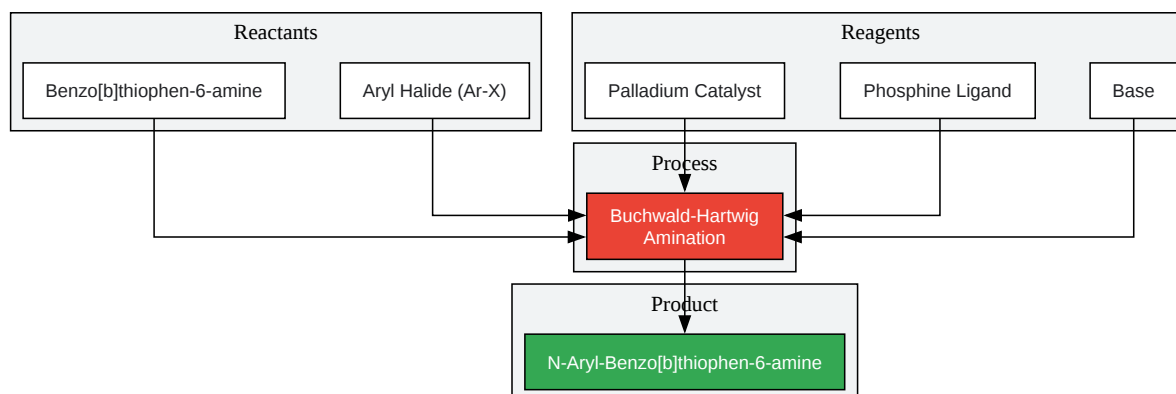 Reactants
Reagents
Benzo[b]thiophen-6-amine
Aryl Halide (Ar-X)
Palladium Catalyst
Phosphine Ligand
Base
Process
Buchwald-Hartwig
Amination
Product
N-Aryl-Benzo[b]thiophen-6-amine